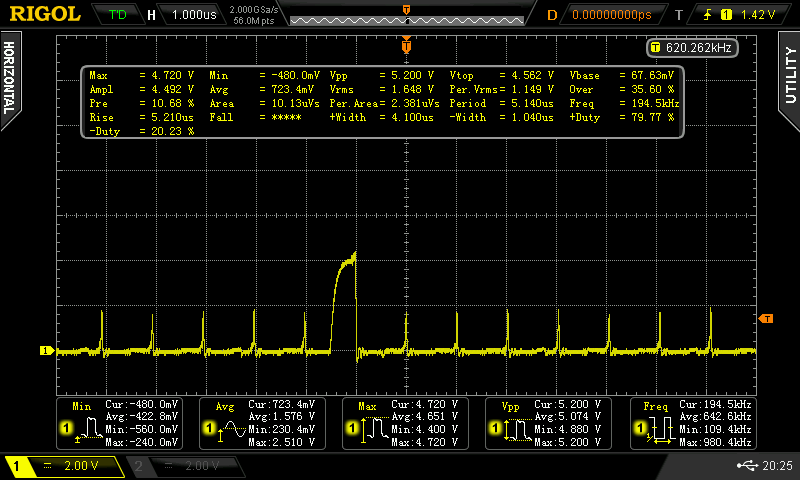 RIGOL T'D H 1.000us 2.000GSa/s 56.0M pts D 0.00000000ps T 1 1.42 V
HORIZONTAL
UTILITY
T 620.262kHz
Max = 4.720 V Min = -480.0mV Vpp = 5.200 V Vtop = 4.562 V Vbase = 67.63mV
Ampl = 4.492 V Avg = 723.4mV Vrms = 1.648 V Per.Vrms= 1.149 V Over = 35.60 %
Pre = 10.68 % Area = 10.13uVs Per.Area= 2.381uVs Period = 5.140us Freq = 194.5kHz
Rise = 5.210us Fall = ***** +Width = 4.100us -Width = 1.040us +Duty = 79.77 %
-Duty = 20.23 %
T
T
1
Min Cur:-480.0mV Avg Cur:723.4mV Max Cur:4.720 V Vpp Cur:5.200 V Freq Cur:194.5kHz
Avg:-422.8mV Avg:1.576 V Avg:4.651 V Avg:5.074 V Avg:642.6kHz
1 Min:-560.0mV 1 Min:230.4mV 1 Min:4.400 V 1 Min:4.880 V 1 Min:109.4kHz
Max:-240.0mV Max:2.510 V Max:4.720 V Max:5.200 V Max:980.4kHz
1 2.00 V 2 2.00 V 20:25